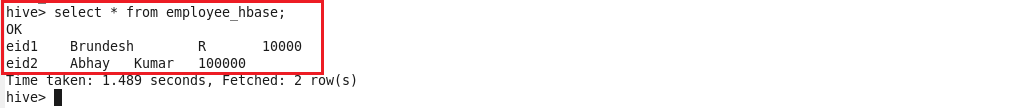 hive> select * from employee_hbase;
OK
eid1    Brundesh        R       10000
eid2    Abhay   Kumar   100000
Time taken: 1.489 seconds, Fetched: 2 row(s)
hive>